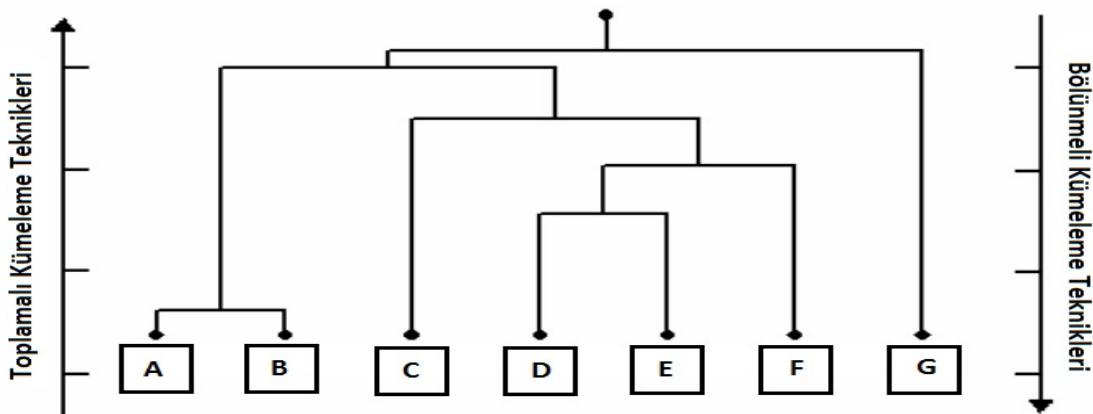 Toplamalı Kümeleme Teknikleri
Bölünmeli Kümeleme Teknikleri
A
B
C
D
E
F
G